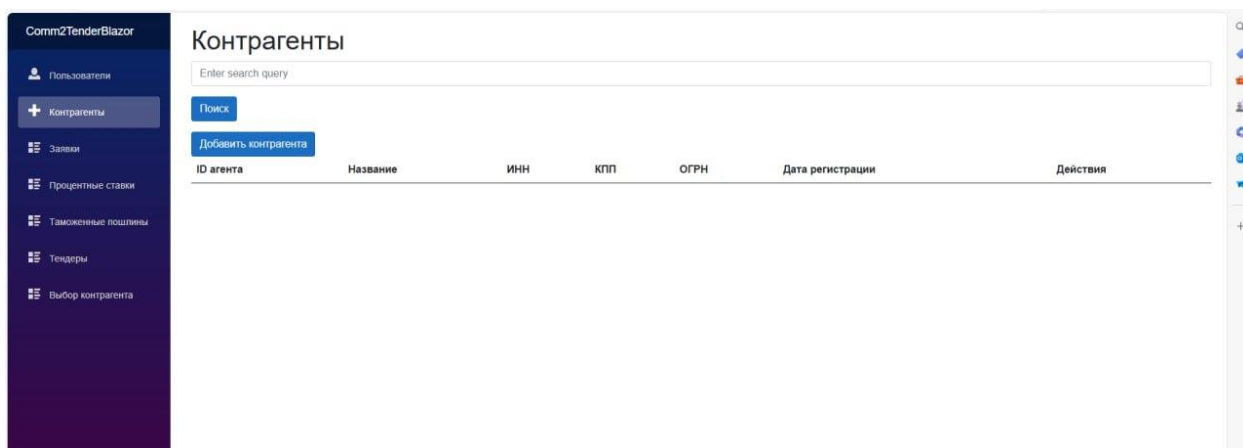 Comm2TenderBlazor
Пользователи
Контрагенты
Заявки
Процентные ставки
Таможенные пошлины
Тендеры
Выбор контрагента
Контрагенты
Enter search query
Поиск
Добавить контрагента
ID агента Название ИНН КПП ОГРН Дата регистрации Действия